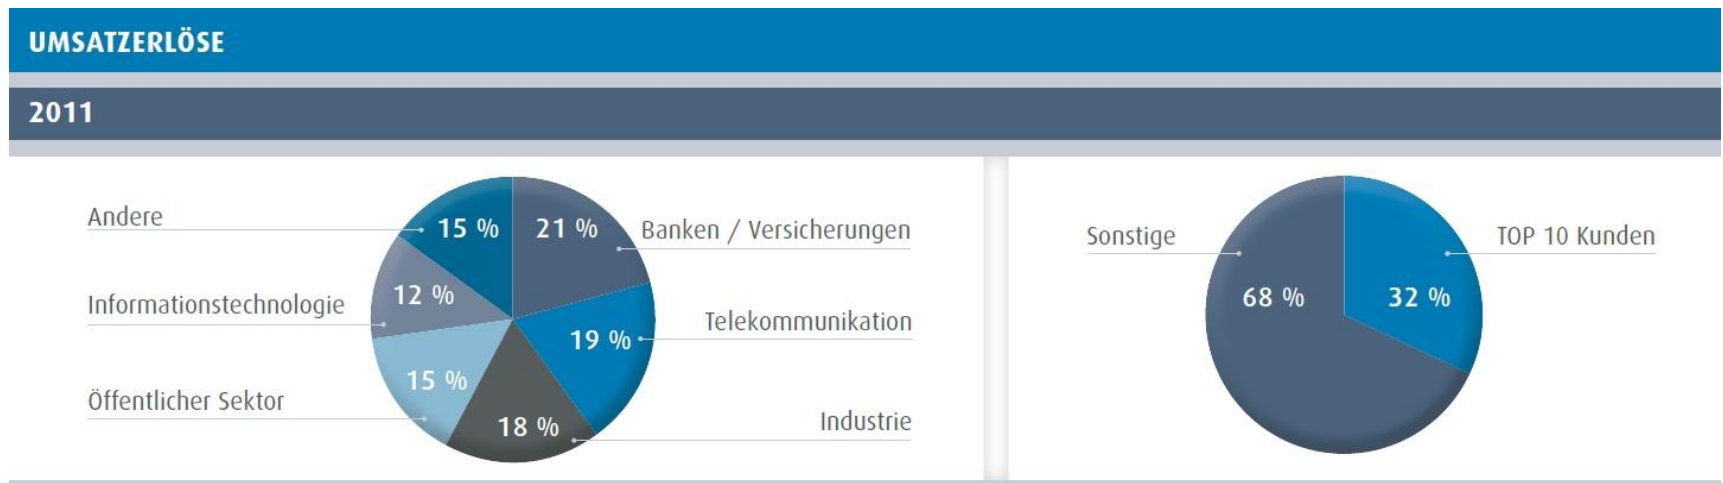 UMSATZERLÖSE
2011
Andere
15 %
21 %
Banken / Versicherungen
Informationstechnologie
12 %
19 %
Telekommunikation
Öffentlicher Sektor
15 %
18 %
Industrie
Sonstige
68 %
32 %
TOP 10 Kunden